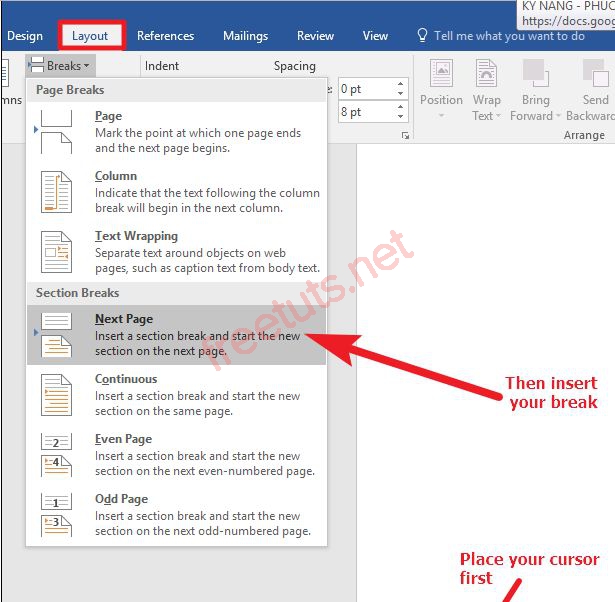 KY NANG - PHUC
https://docs.goog
Design Layout References Mailings Review View Tell me what you want to do
Breaks Indent Spacing
mns
0 pt
8 pt
Position Wrap Text Bring Forward Send Backward
Arrange
Page Breaks
Page
Mark the point at which one page ends
and the next page begins.
Column
Indicate that the text following the column
break will begin in the next column.
Text Wrapping
Separate text around objects on web
pages, such as caption text from body text.
Section Breaks
Next Page
Insert a section break and start the new
section on the next page.
Continuous
Insert a section break and start the new
section on the same page.
2
4
Even Page
Insert a section break and start the new
section on the next even-numbered page.
1
3
Odd Page
Insert a section break and start the new
section on the next odd-numbered page.
freetuts.net
Then insert
your break
Place your cursor
first